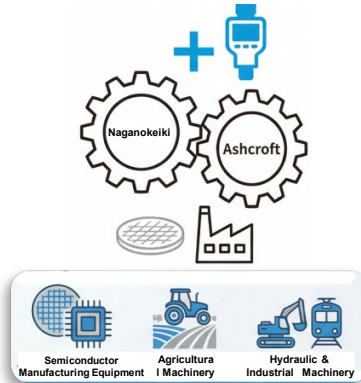 Naganokeiki
Ashcroft
Semiconductor
Manufacturing Equipment
Agricultura
l Machinery
Hydraulic &
Industrial Machinery